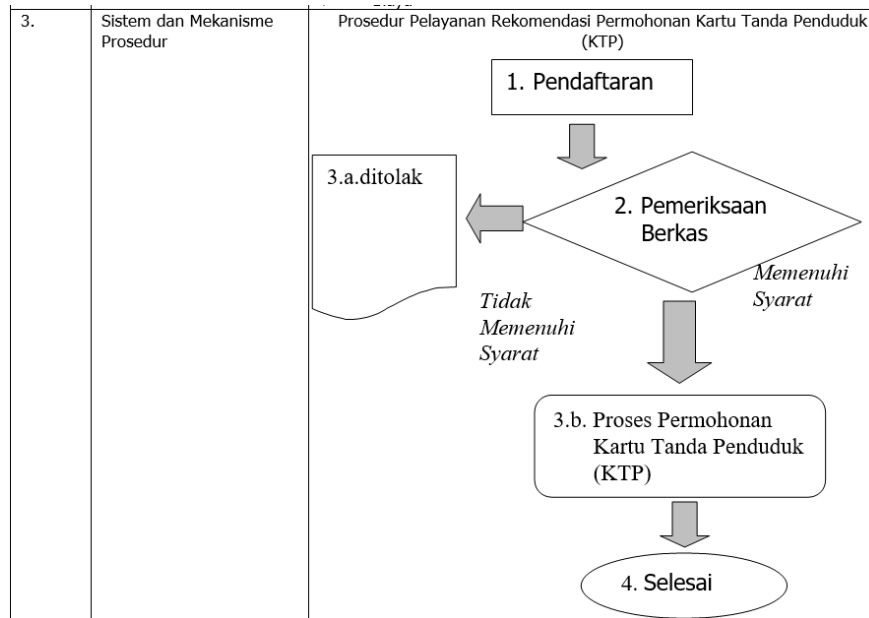 3.
Sistem dan Mekanisme
Prosedur
Prosedur Pelayanan Rekomendasi Permohonan Kartu Tanda Penduduk
(KTP)
1. Pendaftaran
3.a.ditolak
2. Pemeriksaan
Berkas
Memenuhi
Syarat
Tidak
Memenuhi
Syarat
3.b. Proses Permohonan
Kartu Tanda Penduduk
(KTP)
4. Selesai